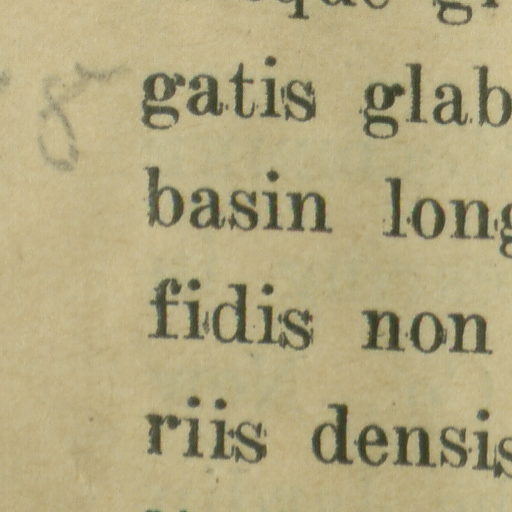 gatis glab
basin long
fidis non
riis densis